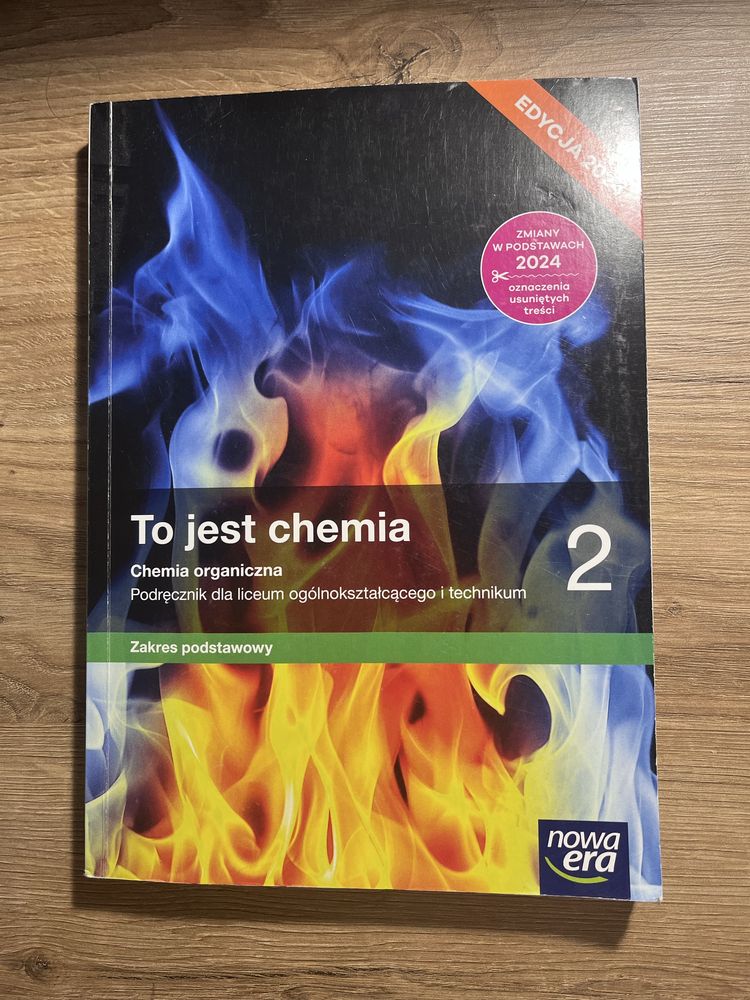 EDYCJA
ZMIANY
W PODSTAWACH
2024
oznaczenia
usuniętych
treści
To jest chemia
2
Chemia organiczna
Podręcznik dla liceum ogólnokształcącego i technikum
Zakres podstawowy
nowa
era